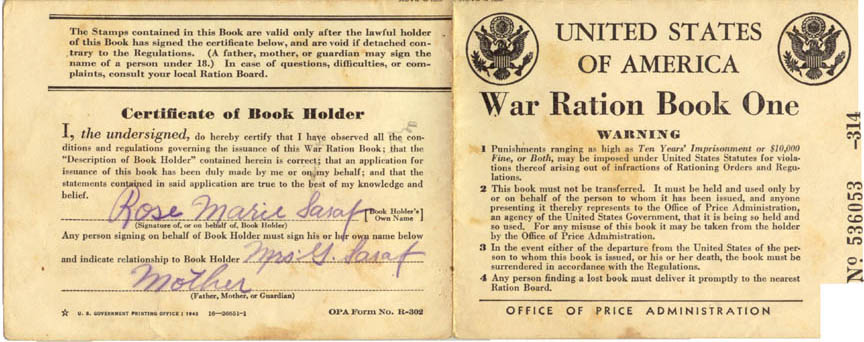 The Stamps contained in this Book are valid only after the lawful holder
of this Book has signed the certificate below, and are void if detached con-
trary to the Regulations. (A father, mother, or guardian may sign the
name of a person under 18.) In case of questions, difficulties, or com-
plaints, consult your local Ration Board.
Certificate of Book Holder
I, the undersigned, do hereby certify that I have observed all the con-
ditions and regulations governing the issuance of this War Ration Book; that the
“Description of Book Holder” contained herein is correct; that an application for
issuance of this book has been duly made by me or on my behalf; and that the
statements contained in said application are true to the best of my knowledge and
belief.
Rose Marie Saraf [Book Holder's Own Name]
(Signature of, or on behalf of, Book Holder)
Any person signing on behalf of Book Holder must sign his or her own name below
and indicate relationship to Book Holder Mrs. G. Saraf
Mother
(Father, Mother, or Guardian)
☆ U. S. GOVERNMENT PRINTING OFFICE : 1942 16—26651-1 OPA Form No. R-302
UNITED STATES
OF AMERICA
War Ration Book One
WARNING
1 Punishments ranging as high as Ten Years' Imprisonment or $10,000
Fine, or Both, may be imposed under United States Statutes for viola-
tions thereof arising out of infractions of Rationing Orders and Regu-
lations.
2 This book must not be transferred. It must be held and used only by
or on behalf of the person to whom it has been issued, and anyone
presenting it thereby represents to the Office of Price Administration,
an agency of the United States Government, that it is being so held and
so used. For any misuse of this book it may be taken from the holder
by the Office of Price Administration.
3 In the event either of the departure from the United States of the per-
son to whom this book is issued, or his or her death, the book must be
surrendered in accordance with the Regulations.
4 Any person finding a lost book must deliver it promptly to the nearest
Ration Board.
OFFICE OF PRICE ADMINISTRATION
Nº 536053 -314